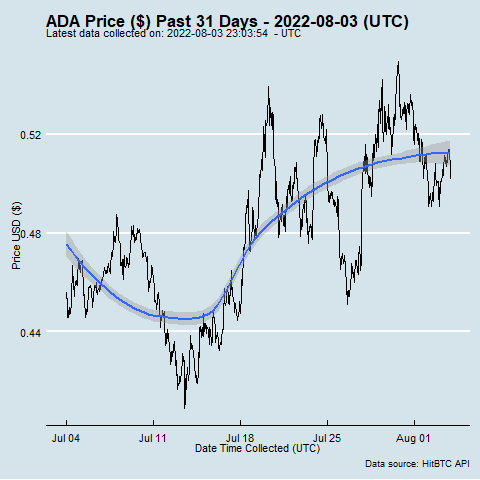 ADA Price ($) Past 31 Days - 2022-08-03 (UTC)
Latest data collected on: 2022-08-03 23:03:54 - UTC
Price USD ($)
0.52
0.48
0.44
Jul 04 Jul 11 Jul 18 Jul 25 Aug 01
Date Time Collected (UTC)
Data source: HitBTC API